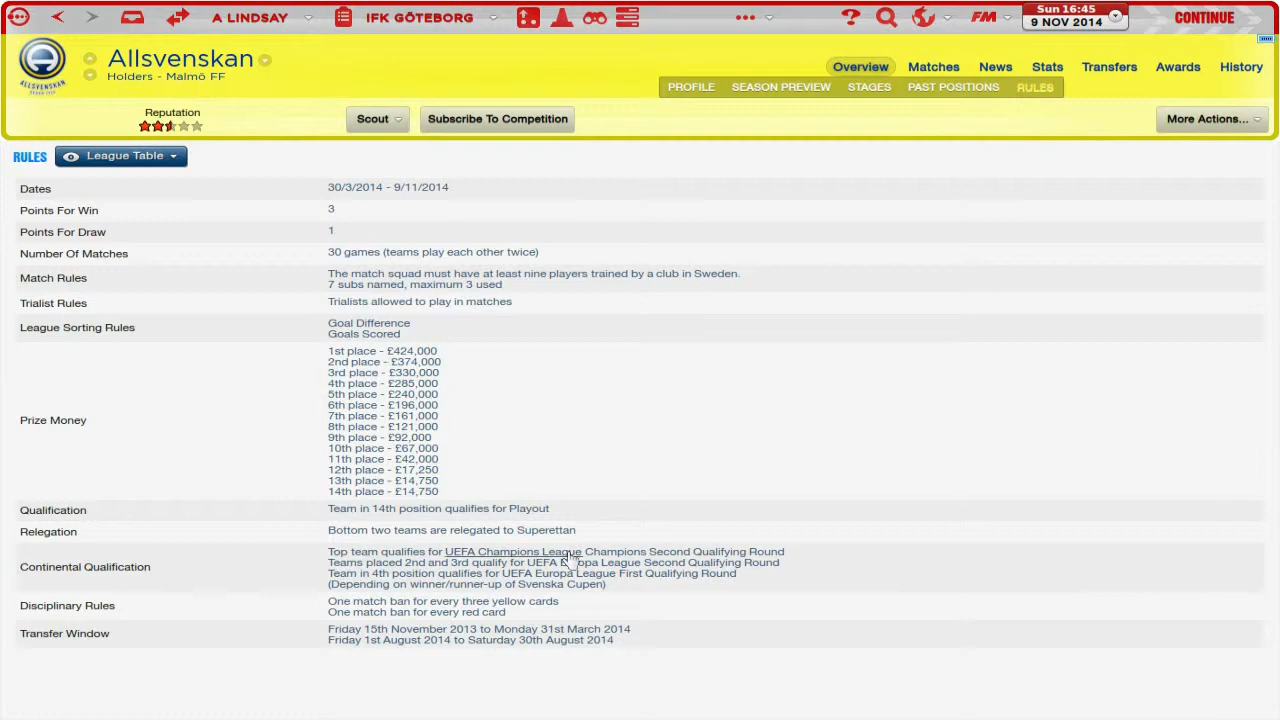 A LINDSAY
IFK GÖTEBORG
FM
Sun 16:45
9 NOV 2014
CONTINUE
ALLSVENSKAN
Allsvenskan
Holders - Malmö FF
Overview Matches News Stats Transfers Awards History
PROFILE SEASON PREVIEW STAGES PAST POSITIONS RULES
Reputation
Scout
Subscribe To Competition
More Actions...
RULES League Table
Dates 30/3/2014 - 9/11/2014
Points For Win 3
Points For Draw 1
Number Of Matches 30 games (teams play each other twice)
Match Rules The match squad must have at least nine players trained by a club in Sweden.
7 subs named, maximum 3 used
Trialist Rules Trialists allowed to play in matches
League Sorting Rules Goal Difference
Goals Scored
Prize Money 1st place - £424,000
2nd place - £374,000
3rd place - £330,000
4th place - £285,000
5th place - £240,000
6th place - £196,000
7th place - £161,000
8th place - £121,000
9th place - £92,000
10th place - £67,000
11th place - £42,000
12th place - £17,250
13th place - £14,750
14th place - £14,750
Qualification Team in 14th position qualifies for Playout
Relegation Bottom two teams are relegated to Superettan
Continental Qualification Top team qualifies for UEFA Champions League Champions Second Qualifying Round
Teams placed 2nd and 3rd qualify for UEFA Europa League Second Qualifying Round
Team in 4th position qualifies for UEFA Europa League First Qualifying Round
(Depending on winner/runner-up of Svenska Cupen)
Disciplinary Rules One match ban for every three yellow cards
One match ban for every red card
Transfer Window Friday 15th November 2013 to Monday 31st March 2014
Friday 1st August 2014 to Saturday 30th August 2014